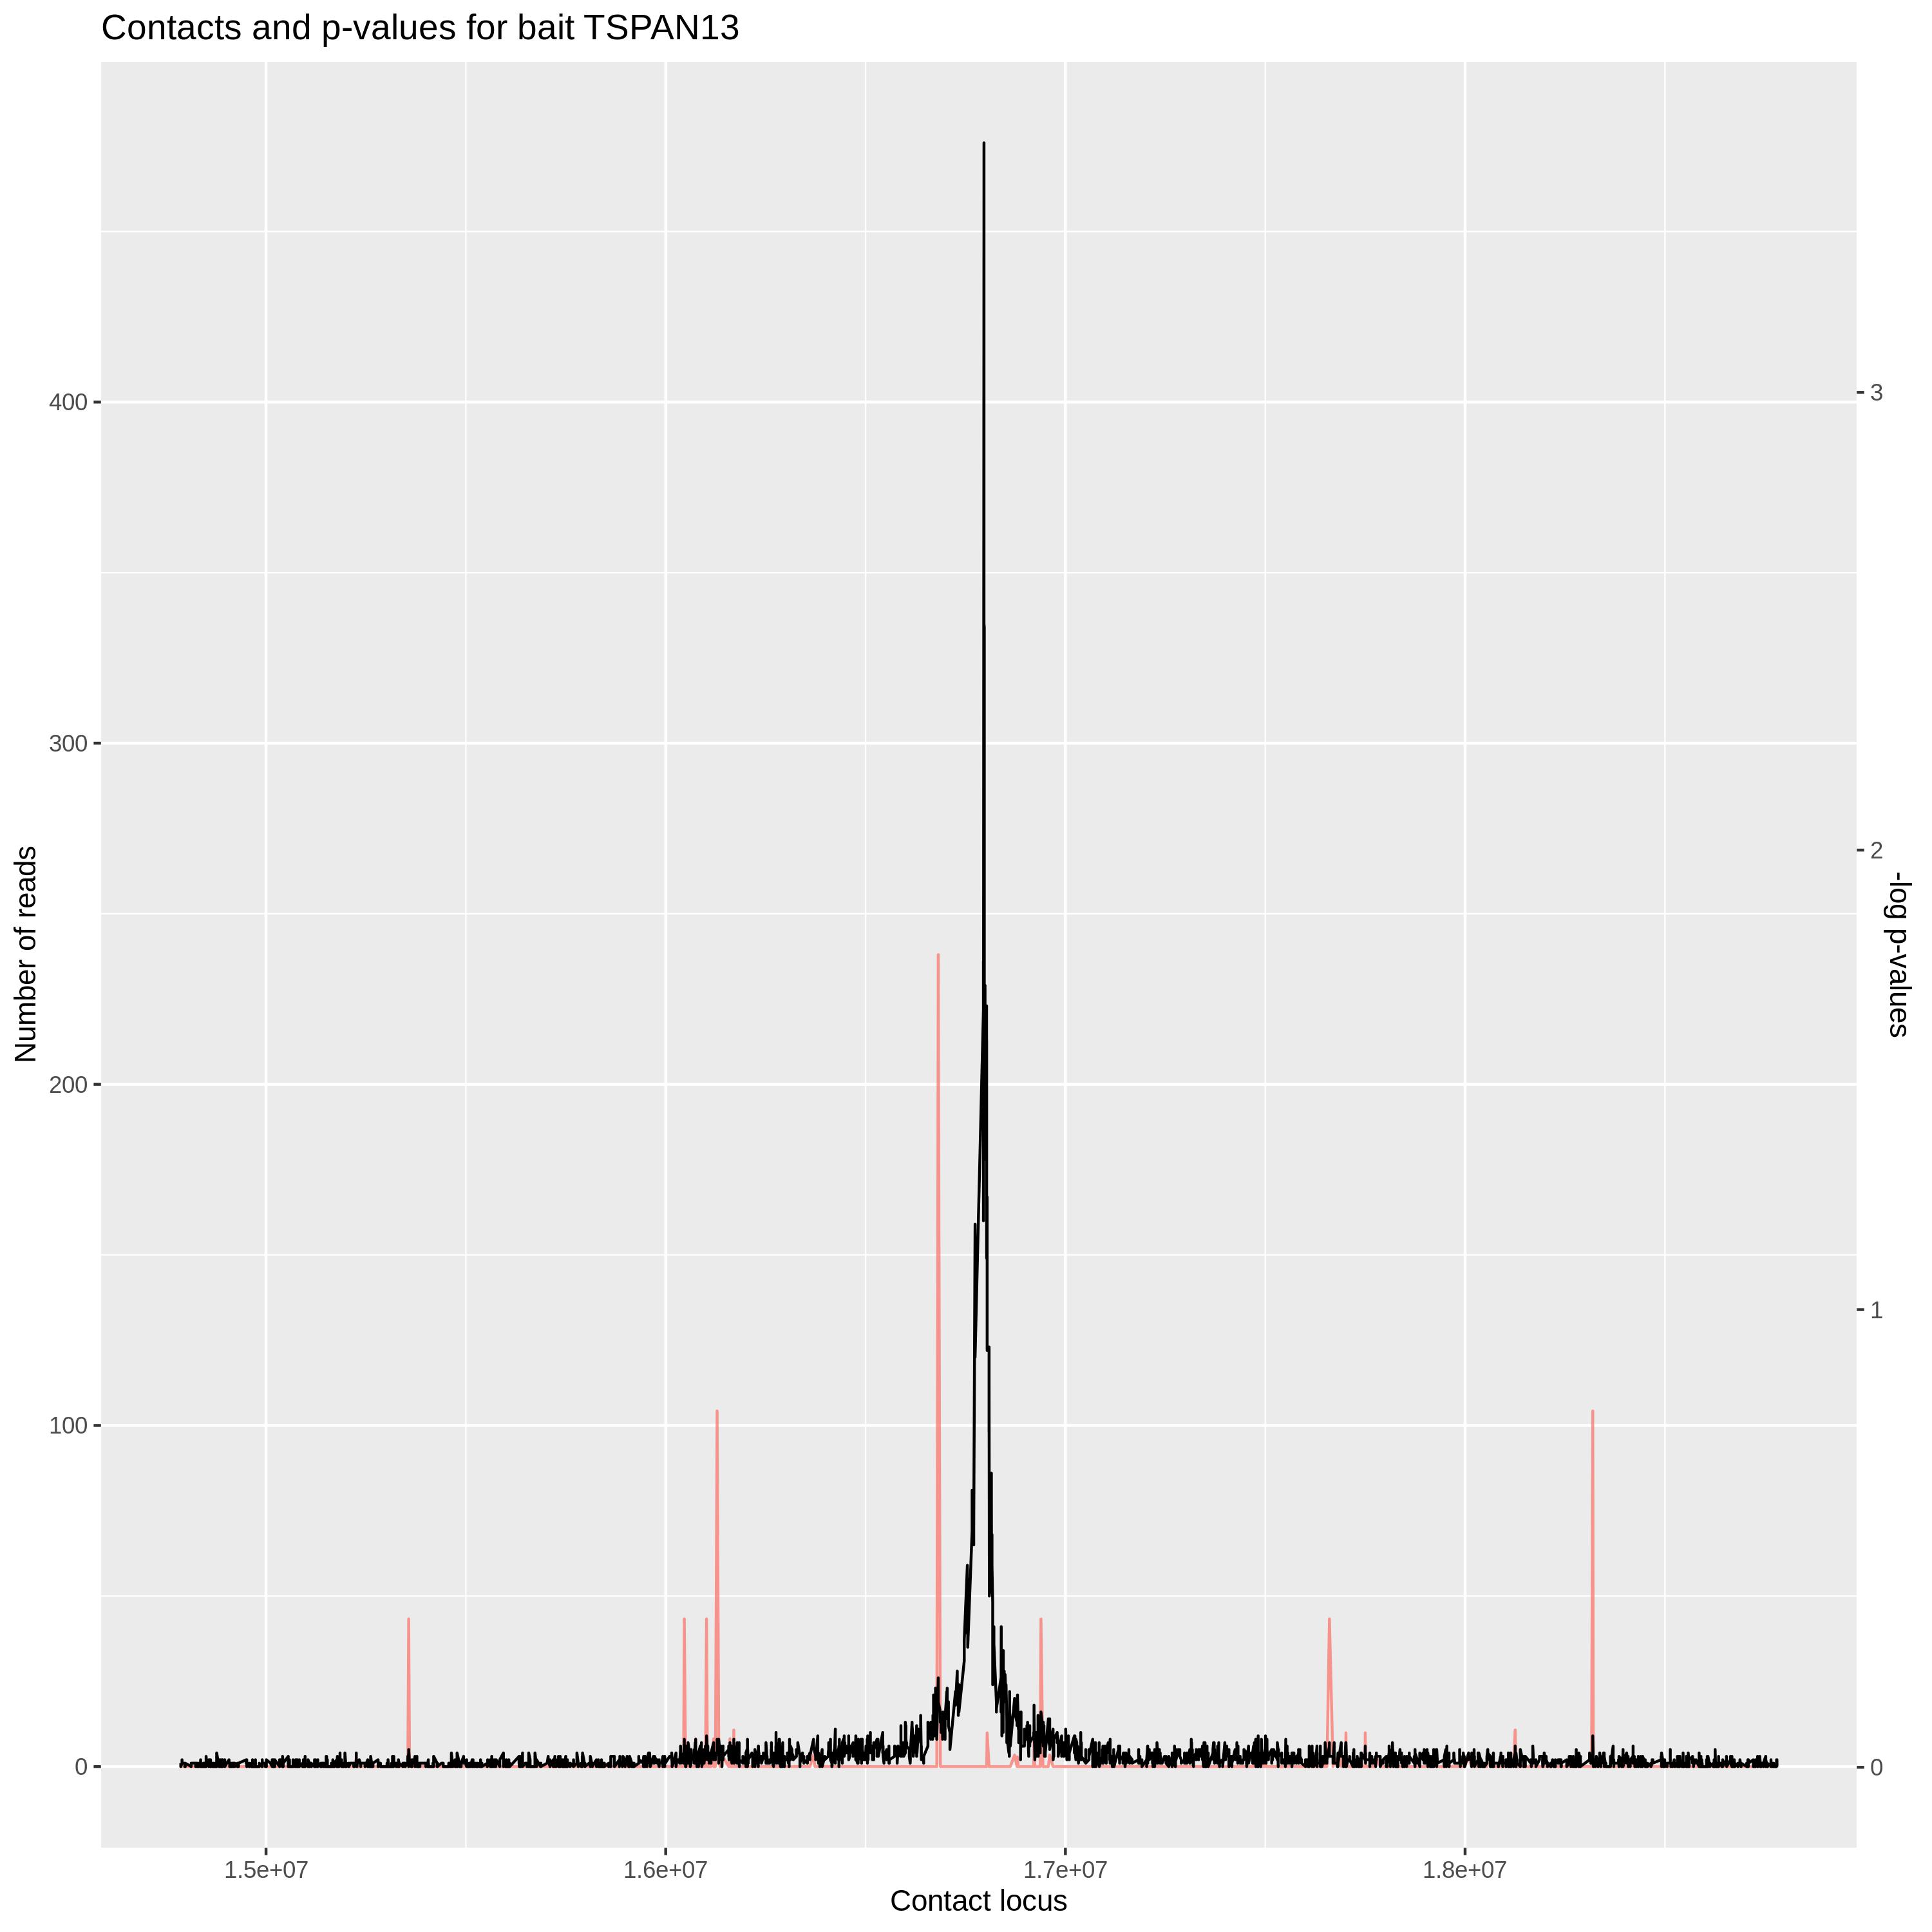 Contacts and p-values for bait TSPAN13
Number of reads
400
300
200
100
0
3
2
1
0
-log p-values
1.5e+07
1.6e+07
1.7e+07
1.8e+07
Contact locus